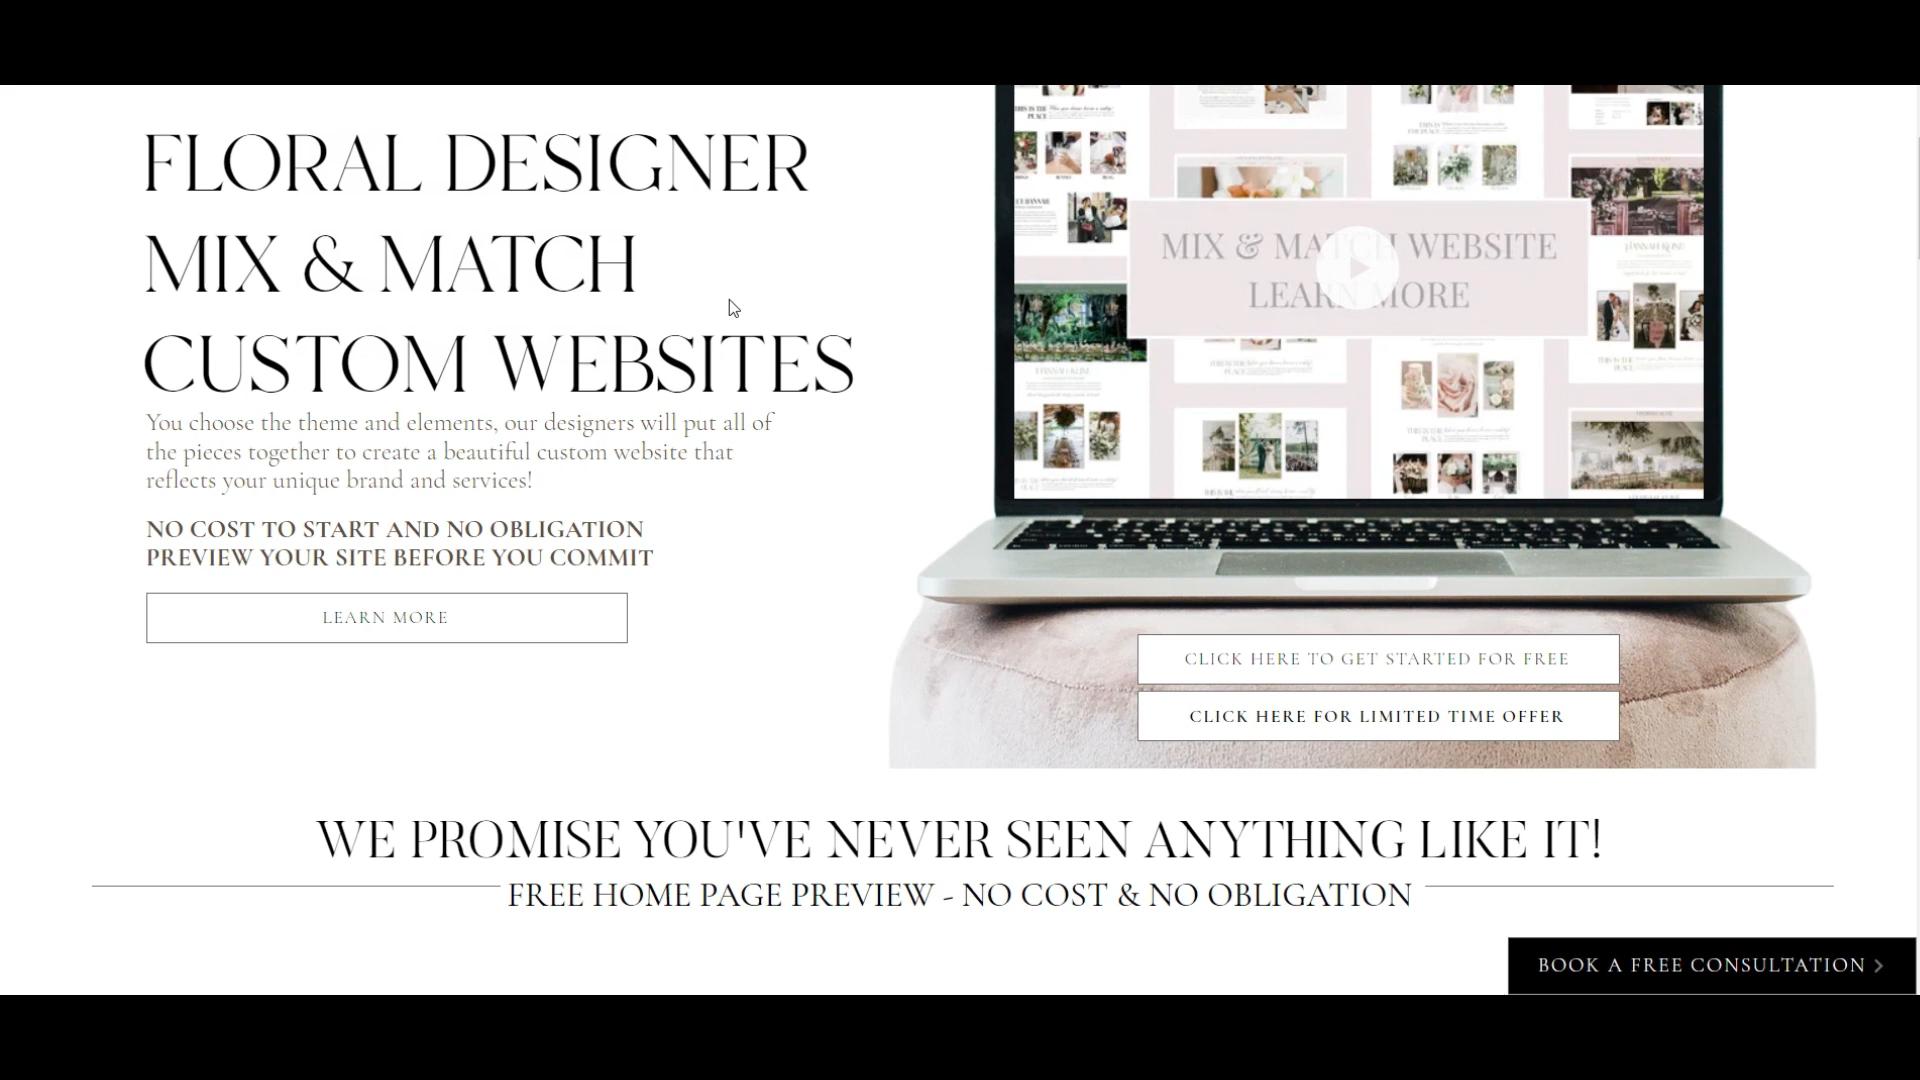 FLORAL DESIGNER
MIX & MATCH
CUSTOM WEBSITES
You choose the theme and elements, our designers will put all of
the pieces together to create a beautiful custom website that
reflects your unique brand and services!
NO COST TO START AND NO OBLIGATION
PREVIEW YOUR SITE BEFORE YOU COMMIT
LEARN MORE
MIX & MATCH WEBSITE
LEARN MORE
CLICK HERE TO GET STARTED FOR FREE
CLICK HERE FOR LIMITED TIME OFFER
WE PROMISE YOU'VE NEVER SEEN ANYTHING LIKE IT!
FREE HOME PAGE PREVIEW - NO COST & NO OBLIGATION
BOOK A FREE CONSULTATION >